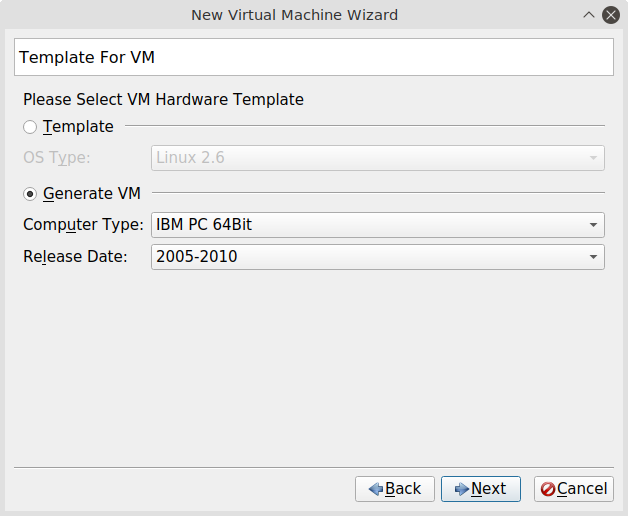 New Virtual Machine Wizard
Template For VM
Please Select VM Hardware Template
Template
OS Type: Linux 2.6
Generate VM
Computer Type: IBM PC 64Bit
Release Date: 2005-2010
Back Next Cancel